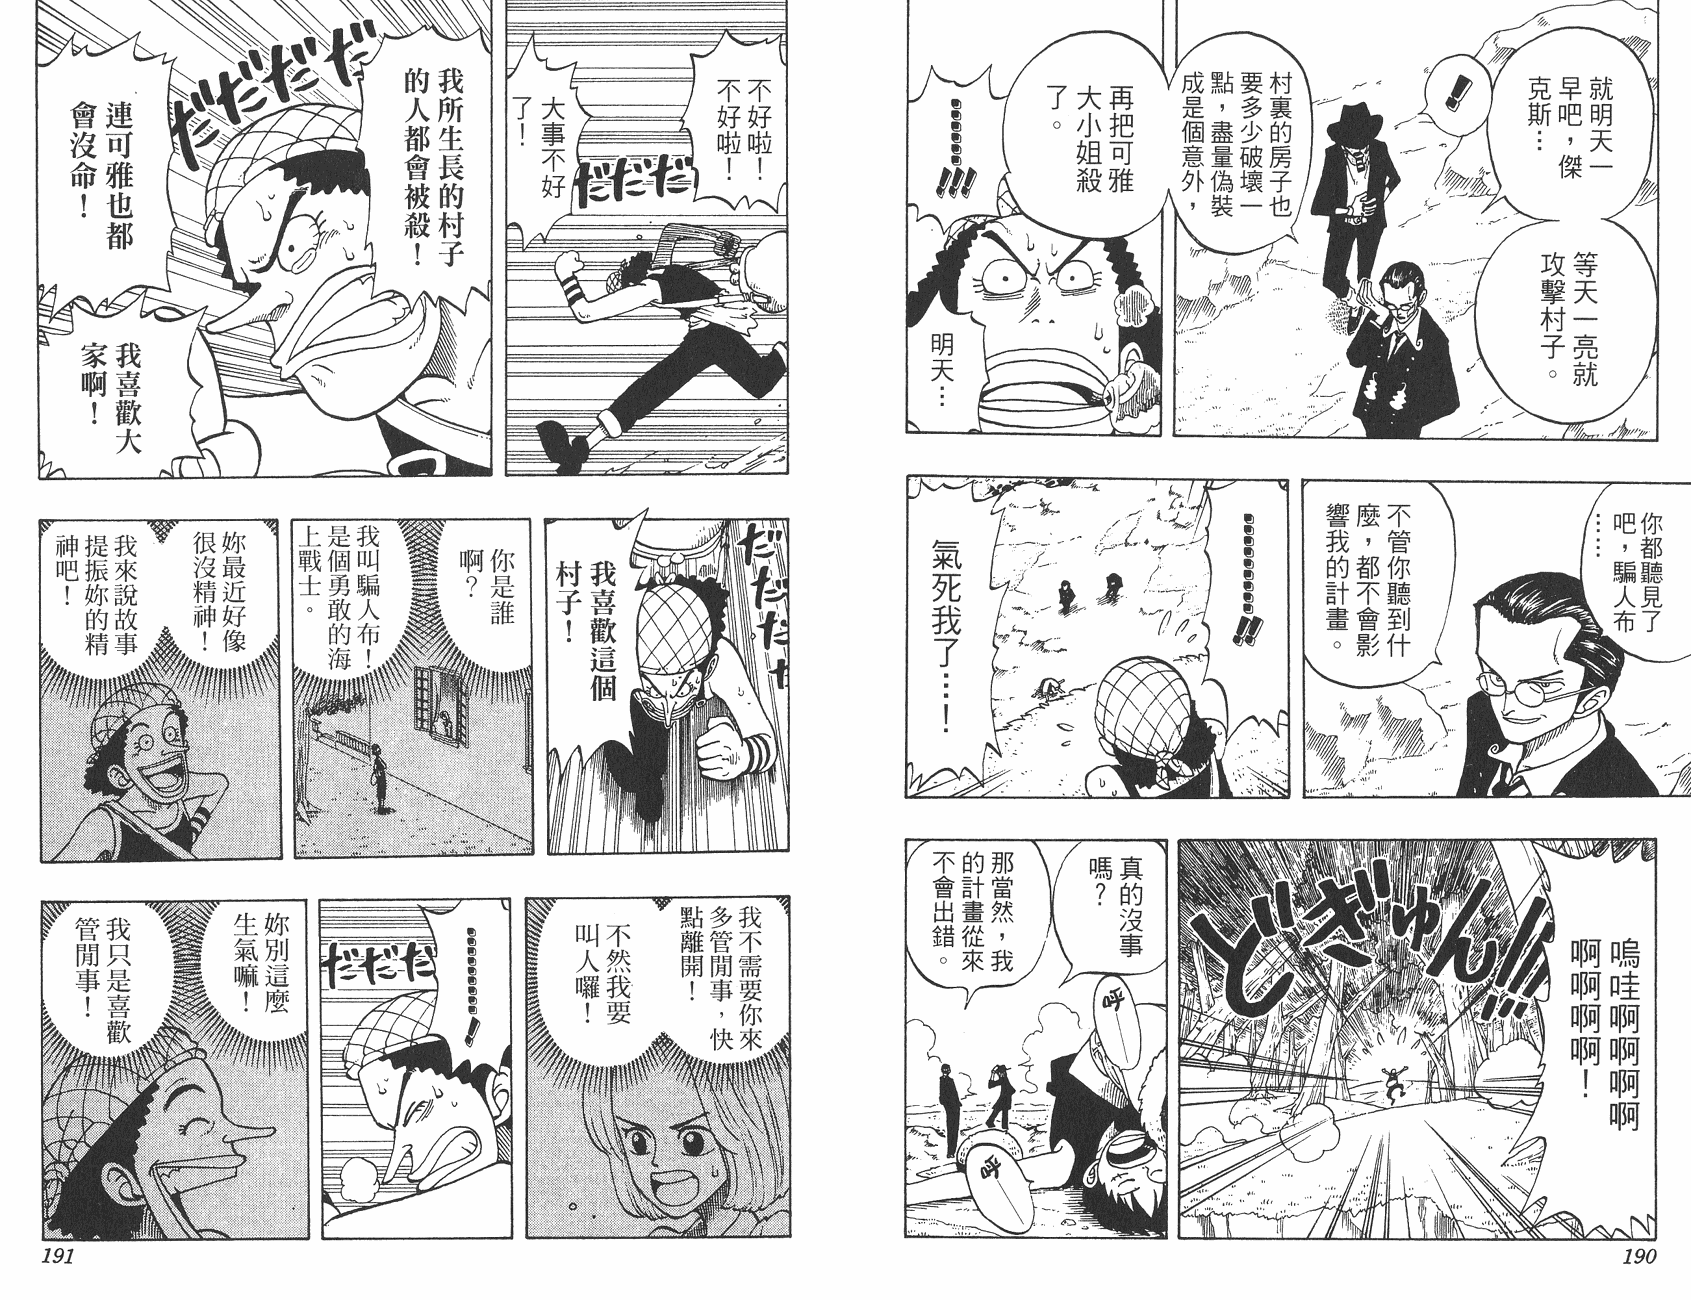 就明天一
早吧，傑
克斯…
！
等天一亮就
攻擊村子。
村裏的房子也
要多少破壞一
點，盡量偽裝
成是個意外，
再把可雅
大小姐殺
了。
…………!!!
明天…
你都聽見了
吧，騙人布
……
不管你聽到什
麼，都不會影
響我的計畫。
…………!!
氣死我了…！
嗚哇啊啊啊啊
啊啊啊啊！
どぎゅん!!!
真的沒事
嗎？
那當然，我
的計畫從來
不會出錯。
190
不好啦！
不好啦！
大事不好
了！
だだだ
我所生長的村子
的人都會被殺！
だだだだ
連可雅也都
會沒命！
我喜歡大
家啊！
だだだだ
我喜歡這個
村子！
你是誰
啊？
我叫騙人布！
是個勇敢的海
上戰士。
妳最近好像
很沒精神！
我來說故事
提振妳的精
神吧！
我不需要你來
多管閒事，快
點離開！
不然我要
叫人囉！
…………！
だだだ
妳別這麼
生氣嘛！
我只是喜歡
管閒事！
191